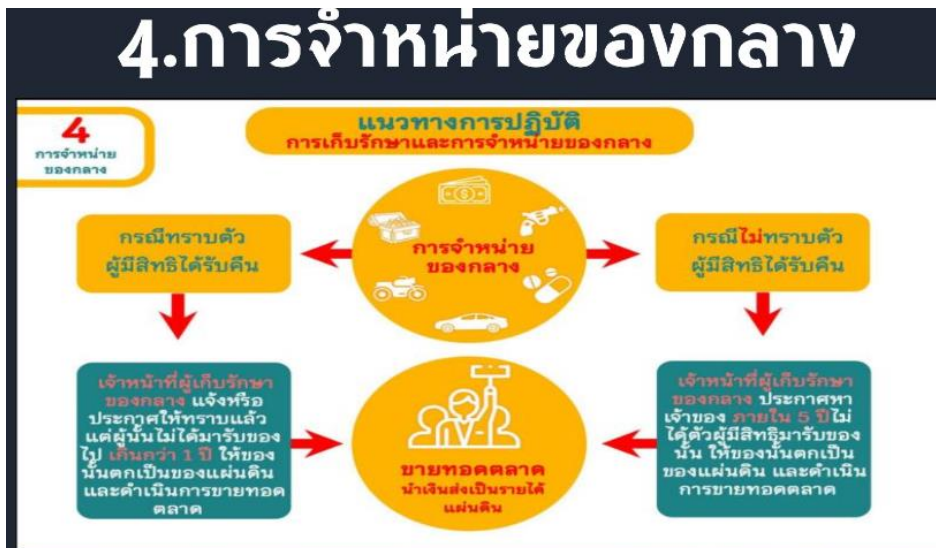 4.การจำหน่ายของกลาง
4
การจำหน่าย
ของกลาง
แนวทางการปฏิบัติ
การเก็บรักษาและการจำหน่ายของกลาง
กรณีทราบตัว
ผู้มีสิทธิได้รับคืน
การจำหน่าย
ของกลาง
กรณีไม่ทราบตัว
ผู้มีสิทธิได้รับคืน
เจ้าหน้าที่ผู้เก็บรักษา
ของกลาง แจ้งหรือ
ประกาศให้ทราบแล้ว
แต่ผู้นั้นไม่ได้มารับของ
ไป เกินกว่า 1 ปี ให้ของ
นั้นตกเป็นของแผ่นดิน
และดำเนินการขายทอด
ตลาด
ขายทอดตลาด
นำเงินส่งเป็นรายได้
แผ่นดิน
เจ้าหน้าที่ผู้เก็บรักษา
ของกลาง ประกาศหา
เจ้าของ ภายใน 5 ปีไม่
ได้ตัวผู้มีสิทธิมารับของ
นั้น ให้ของนั้นตกเป็น
ของแผ่นดิน และดำเนิน
การขายทอดตลาด